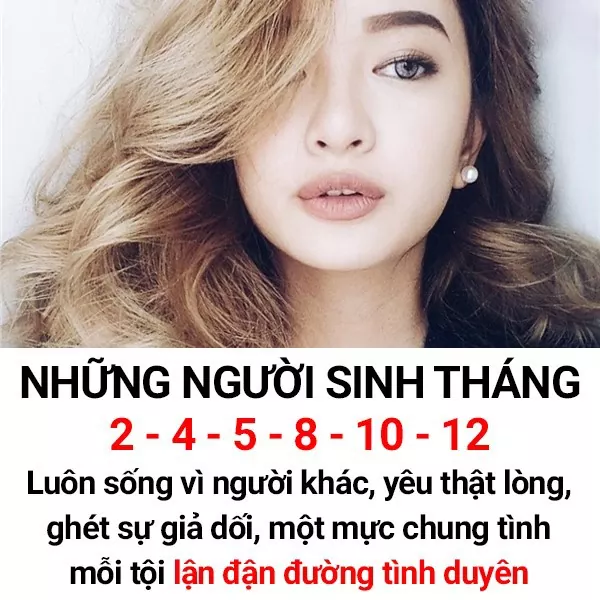 NHỮNG NGƯỜI SINH THÁNG
2 - 4 - 5 - 8 - 10 - 12
Luôn sống vì người khác, yêu thật lòng,
ghét sự giả dối, một mực chung tình
mỗi tội lận đận đường tình duyên